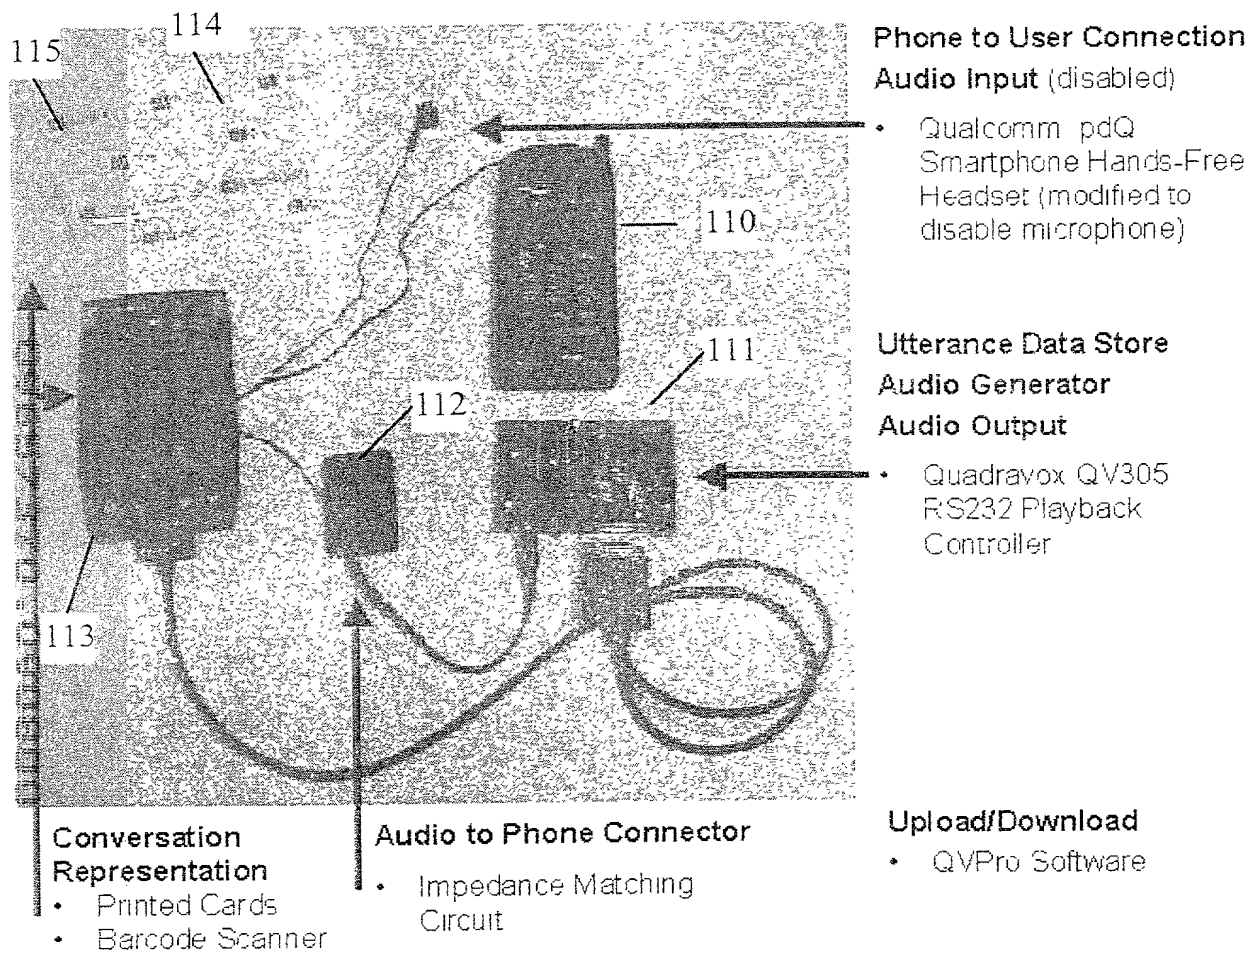 115
114
Phone to User Connection
Audio Input (disabled)
• Qualcomm pdQ
Smartphone Hands-Free
Headset (modified to
disable microphone)
110
Utterance Data Store
Audio Generator
Audio Output
• Quadravox QV305
RS232 Playback
Controller
111
112
113
Conversation
Representation
• Printed Cards
• Barcode Scanner
Audio to Phone Connector
• Impedance Matching
Circuit
Upload/Download
• QVPro Software